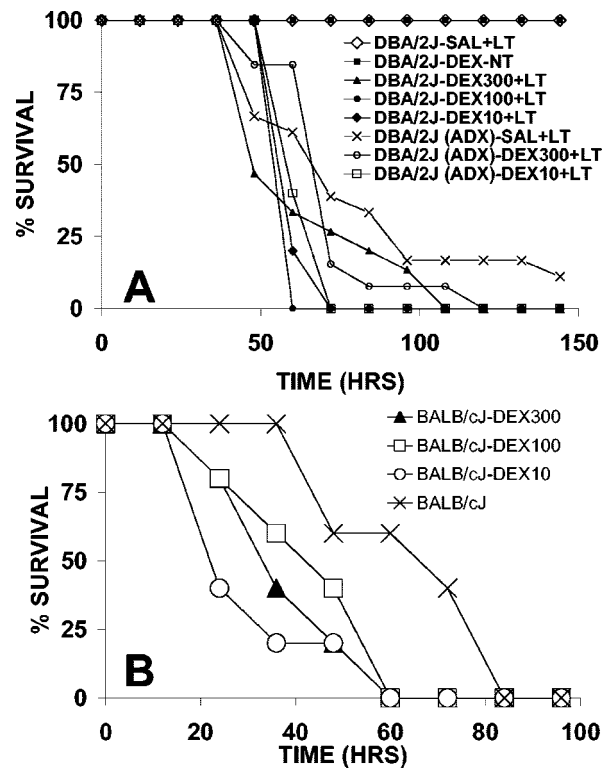 100
75
50
25
0
% SURVIVAL
A
DBA/2J-SAL+LT
DBA/2J-DEX-NT
DBA/2J-DEX300+LT
DBA/2J-DEX100+LT
DBA/2J-DEX10+LT
DBA/2J (ADX)-SAL+LT
DBA/2J (ADX)-DEX300+LT
DBA/2J (ADX)-DEX10+LT
0 50 100 150
TIME (HRS)
100
75
50
25
0
% SURVIVAL
B
BALB/cJ-DEX300
BALB/cJ-DEX100
BALB/cJ-DEX10
BALB/cJ
0 20 40 60 80 100
TIME (HRS)